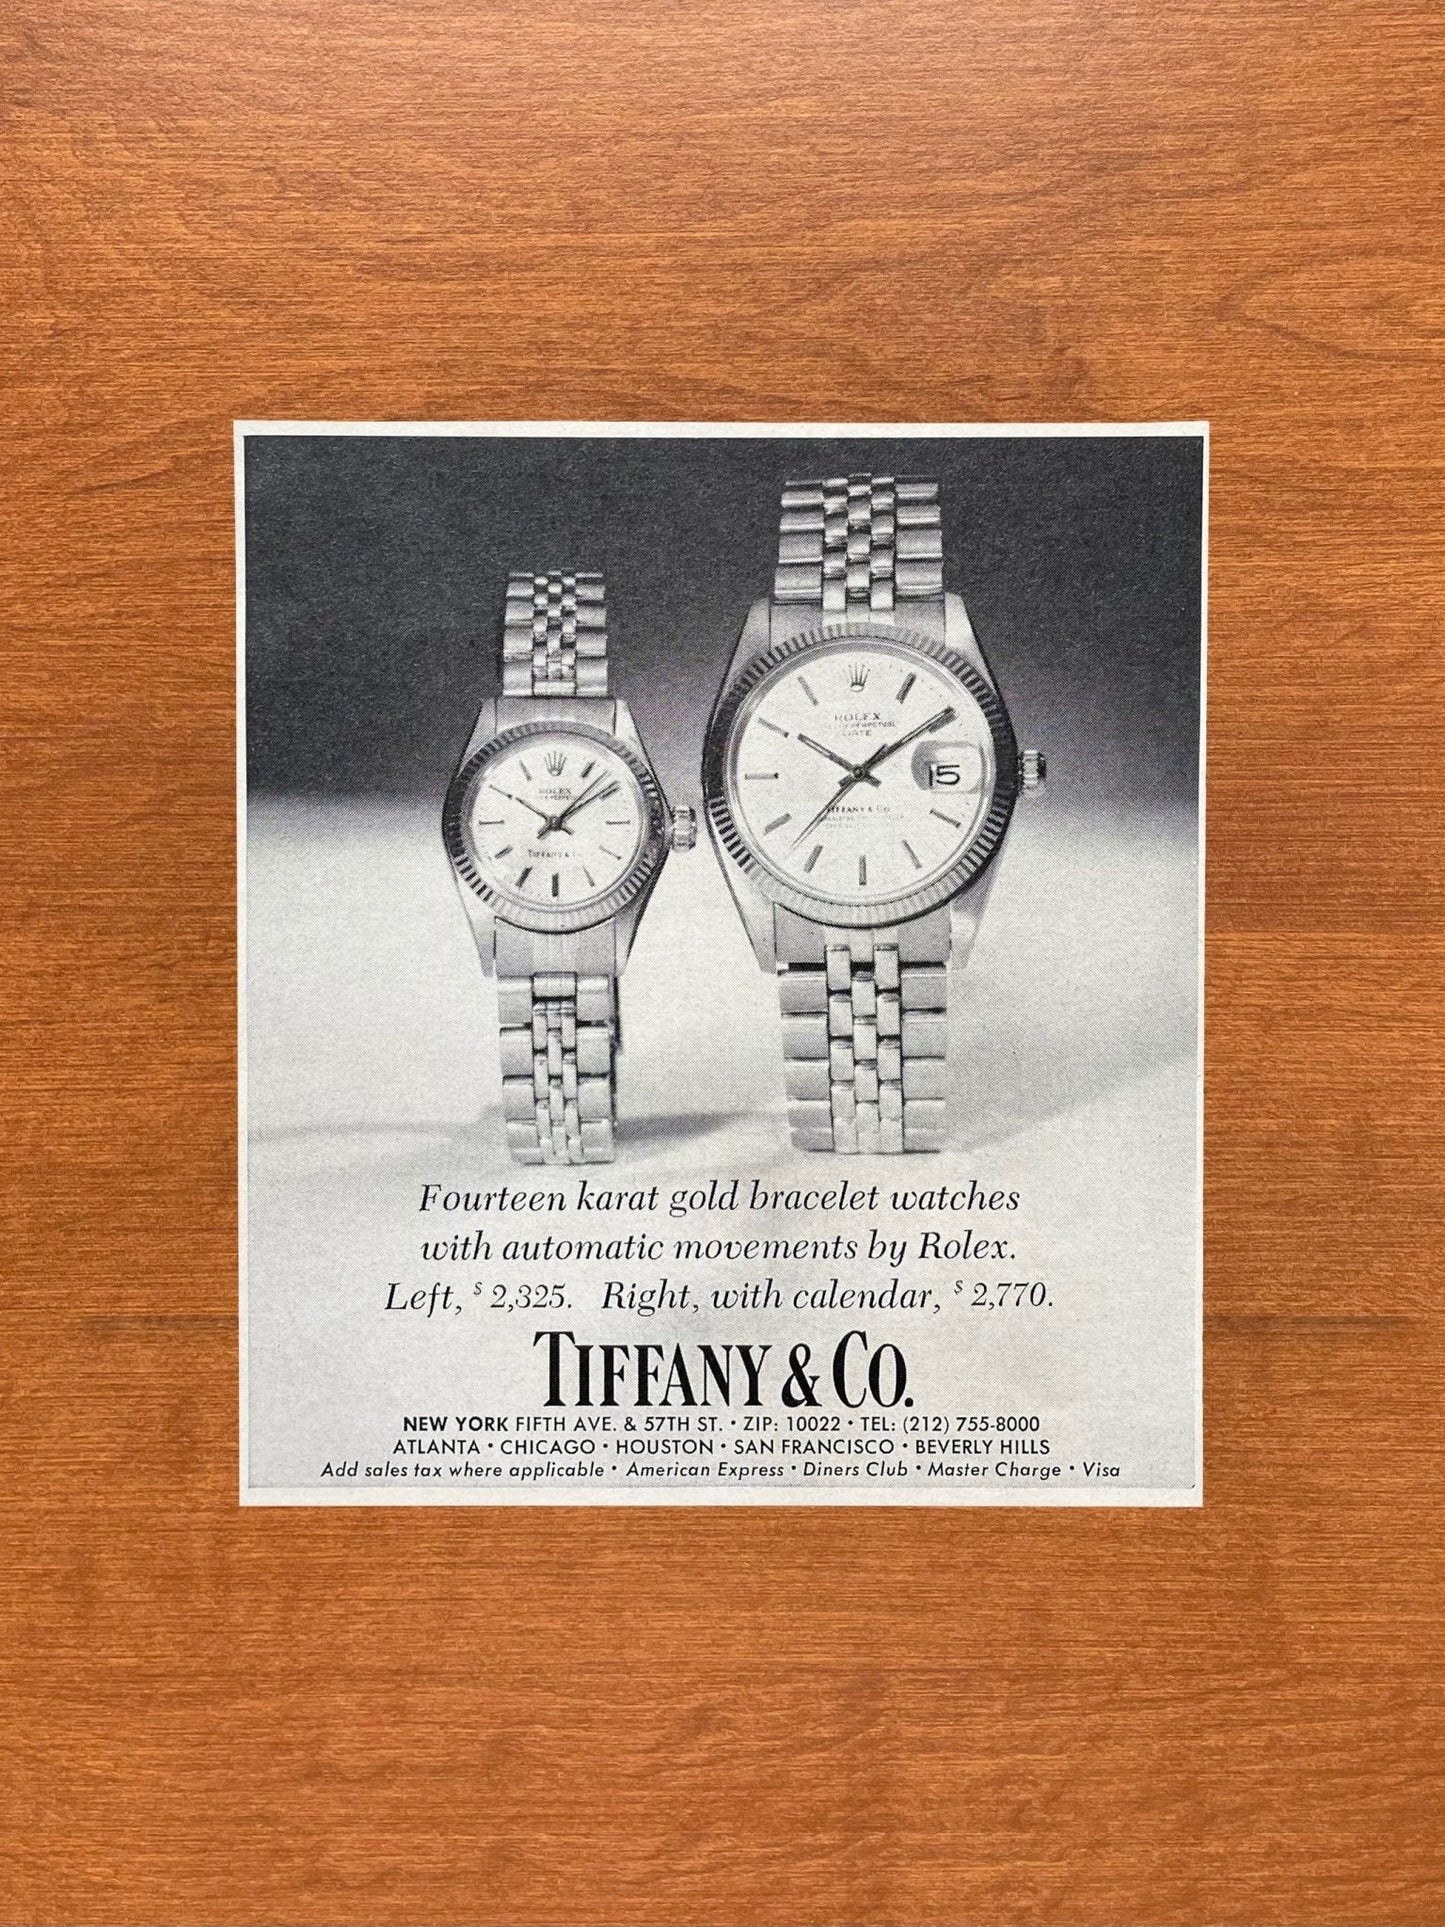 ROLEX
TIFFANY & Co
ROLEX
PERPETUAL
DATE
15
TIFFANY & Co
Fourteen karat gold bracelet watches
with automatic movements by Rolex.
Left, $2,325. Right, with calendar, $2,770.
TIFFANY & CO.
NEW YORK FIFTH AVE. & 57TH ST. • ZIP: 10022 • TEL: (212) 755-8000
ATLANTA • CHICAGO • HOUSTON • SAN FRANCISCO • BEVERLY HILLS
Add sales tax where applicable • American Express • Diners Club • Master Charge • Visa